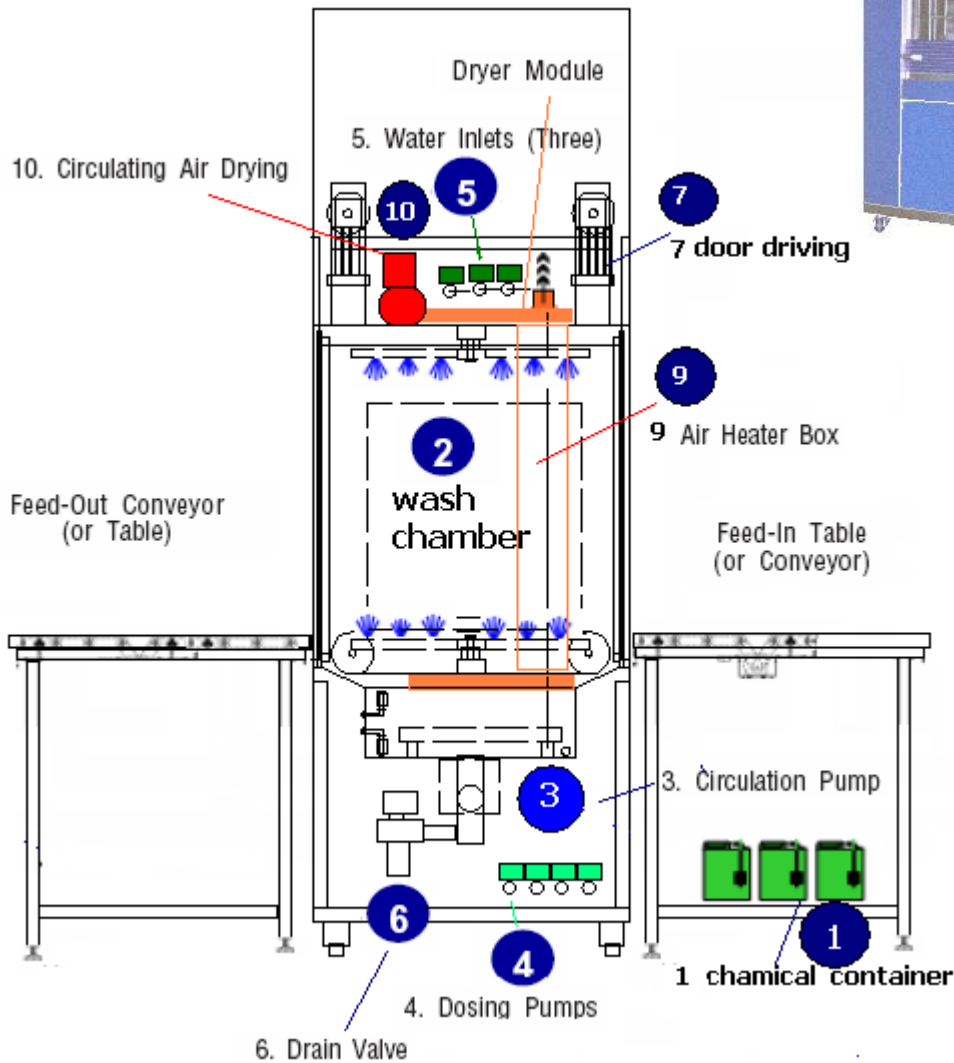 Dryer Module
5. Water Inlets (Three)
10. Circulating Air Drying
5
10
7
7 door driving
9
9 Air Heater Box
2
wash
chamber
Feed-Out Conveyor
(or Table)
Feed-In Table
(or Conveyor)
3
3. Circulation Pump
6
4
1
1 chamical container
4. Dosing Pumps
6. Drain Valve